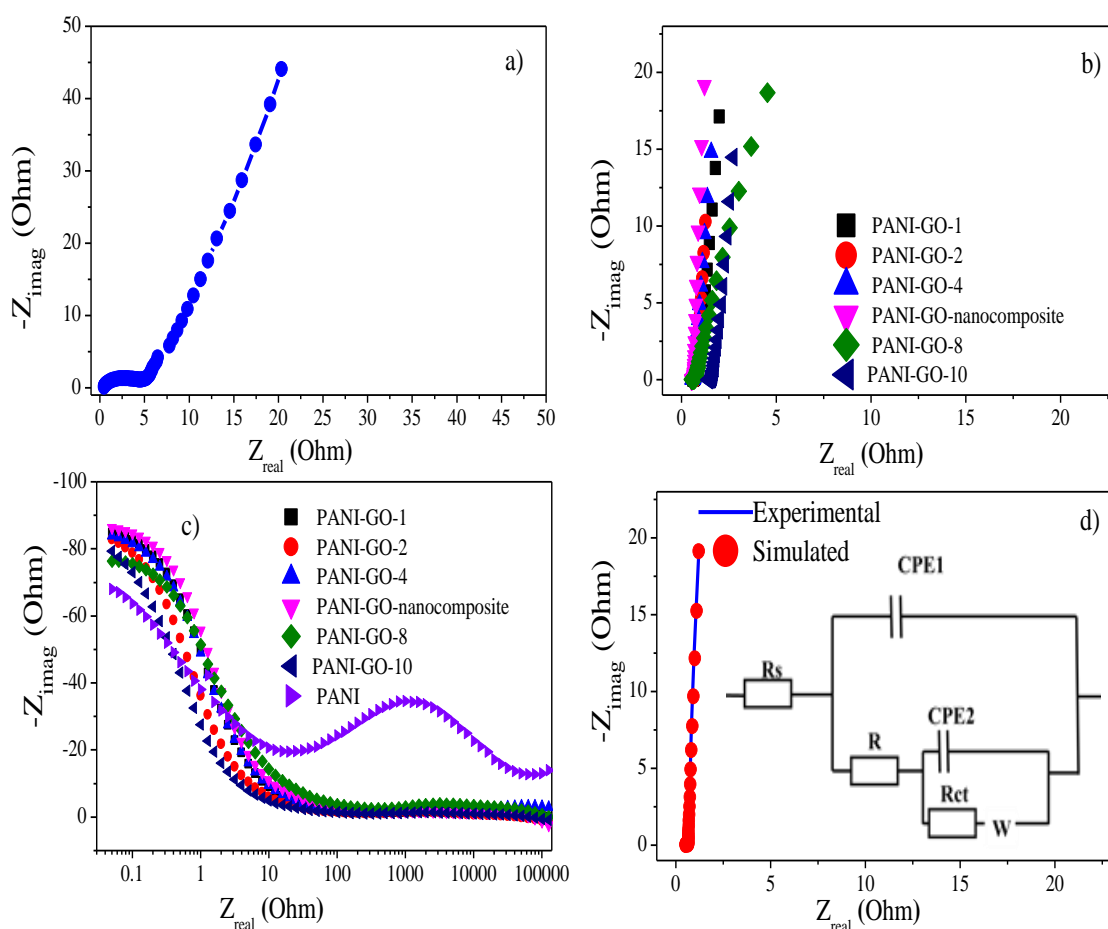 a)
50
40
30
20
10
0
-Z_imag (Ohm)
0 5 10 15 20 25 30 35 40 45 50
Z_real (Ohm)
b)
20
15
10
5
0
-Z_imag (Ohm)
PANI-GO-1
PANI-GO-2
PANI-GO-4
PANI-GO-nanocomposite
PANI-GO-8
PANI-GO-10
0 5 10 15 20
Z_real (Ohm)
c)
-100
-80
-60
-40
-20
0
-Z_imag (Ohm)
PANI-GO-1
PANI-GO-2
PANI-GO-4
PANI-GO-nanocomposite
PANI-GO-8
PANI-GO-10
PANI
0.1 1 10 100 1000 10000 100000
Z_real (Ohm)
d)
20
15
10
5
0
-Z_imag (Ohm)
Experimental
Simulated
CPE1
Rs
CPE2
R
Rct
W
0 5 10 15 20
Z_real (Ohm)